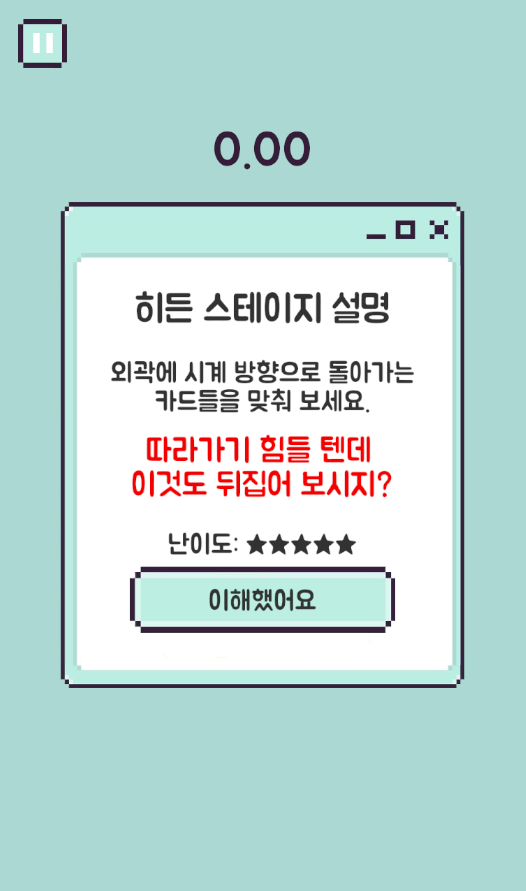 0.00
히든 스테이지 설명
외곽에 시계 방향으로 돌아가는
카드들을 맞춰 보세요.
따라가기 힘들 텐데
이것도 뒤집어 보시지?
난이도: ★★★★★
이해했어요